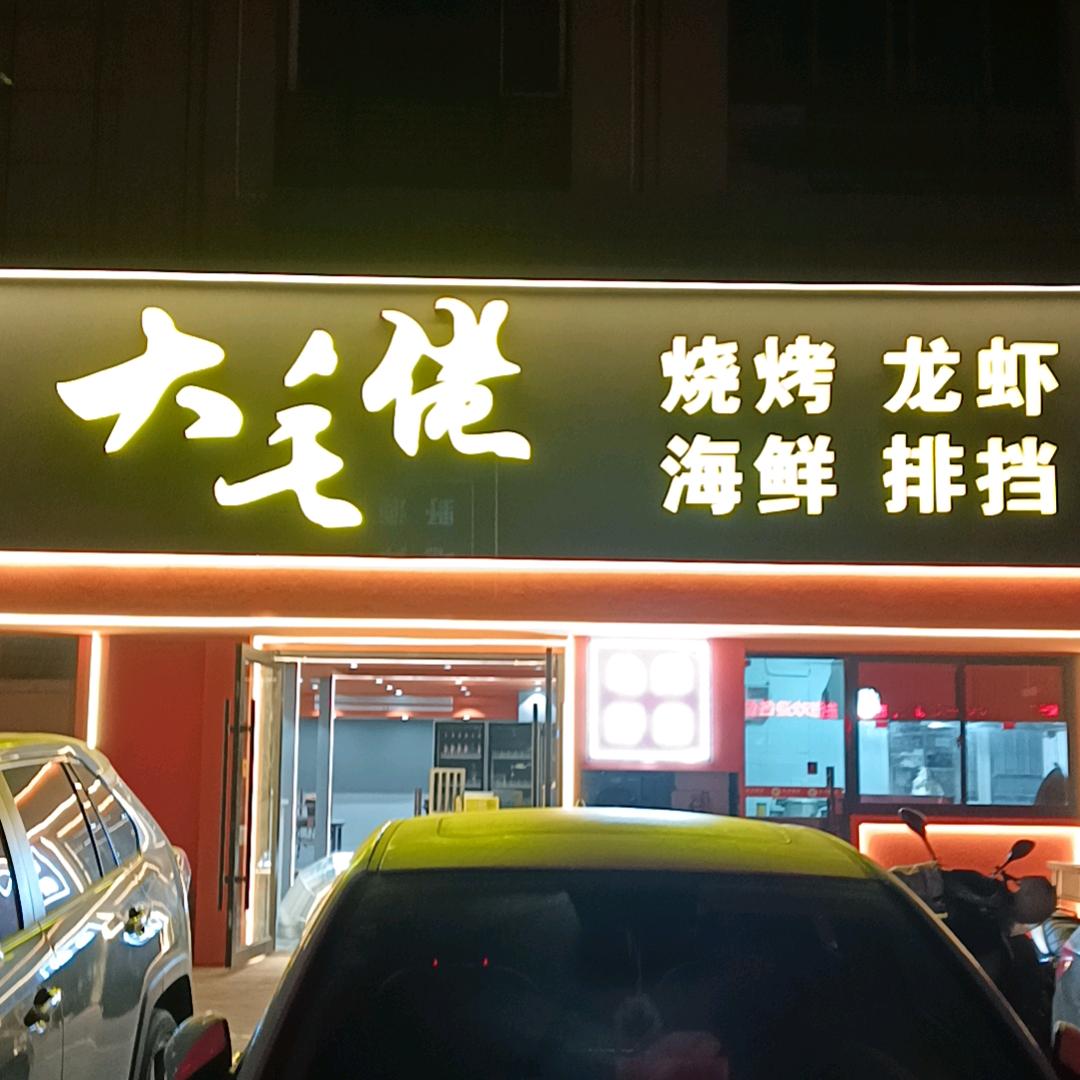 大毛佬
烧烤 龙虾
海鲜 排挡